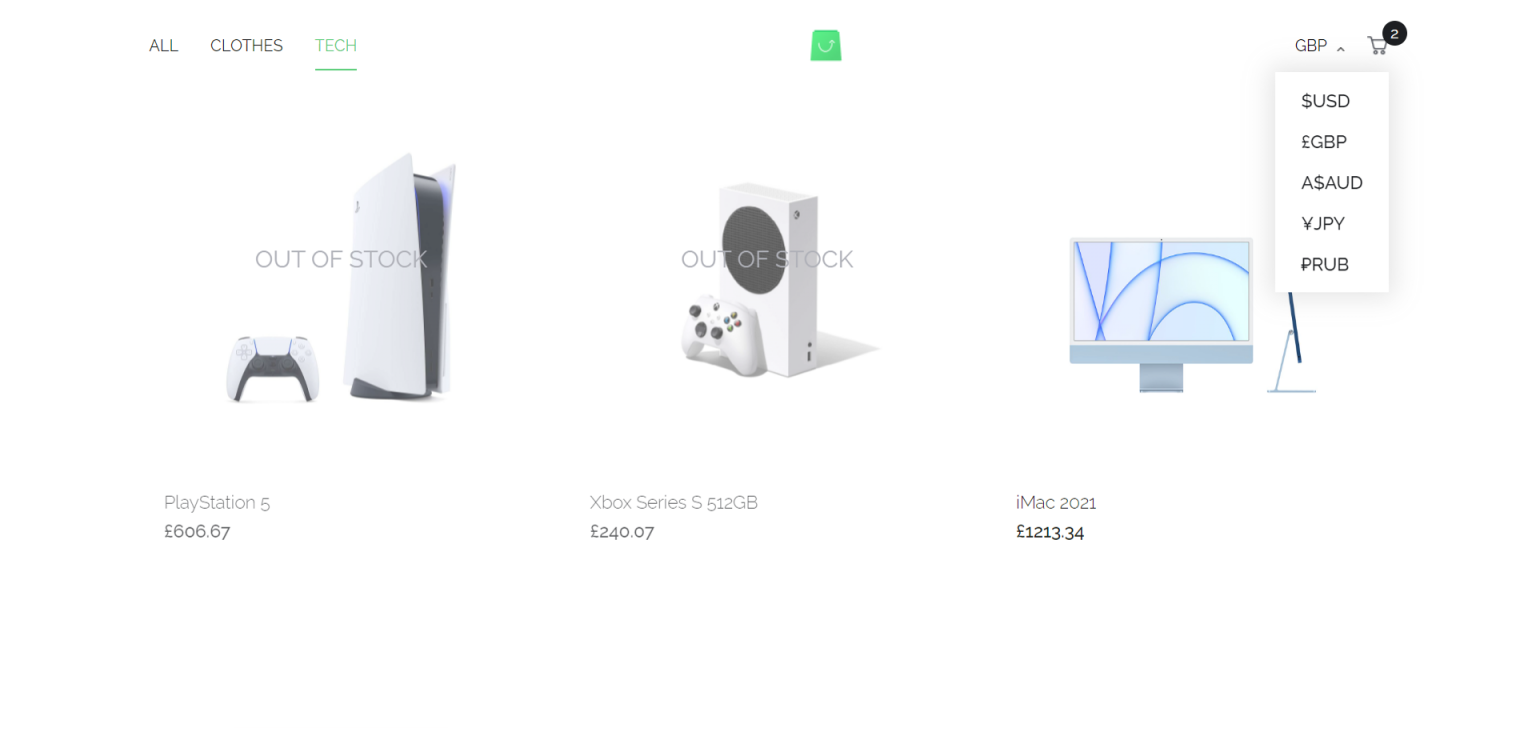 ALL CLOTHES TECH GBP 2
$USD
£GBP
A$AUD
¥JPY
₽RUB
OUT OF STOCK OUT OF STOCK
PlayStation 5 Xbox Series S 512GB iMac 2021
£606.67 £240.07 £1213.34